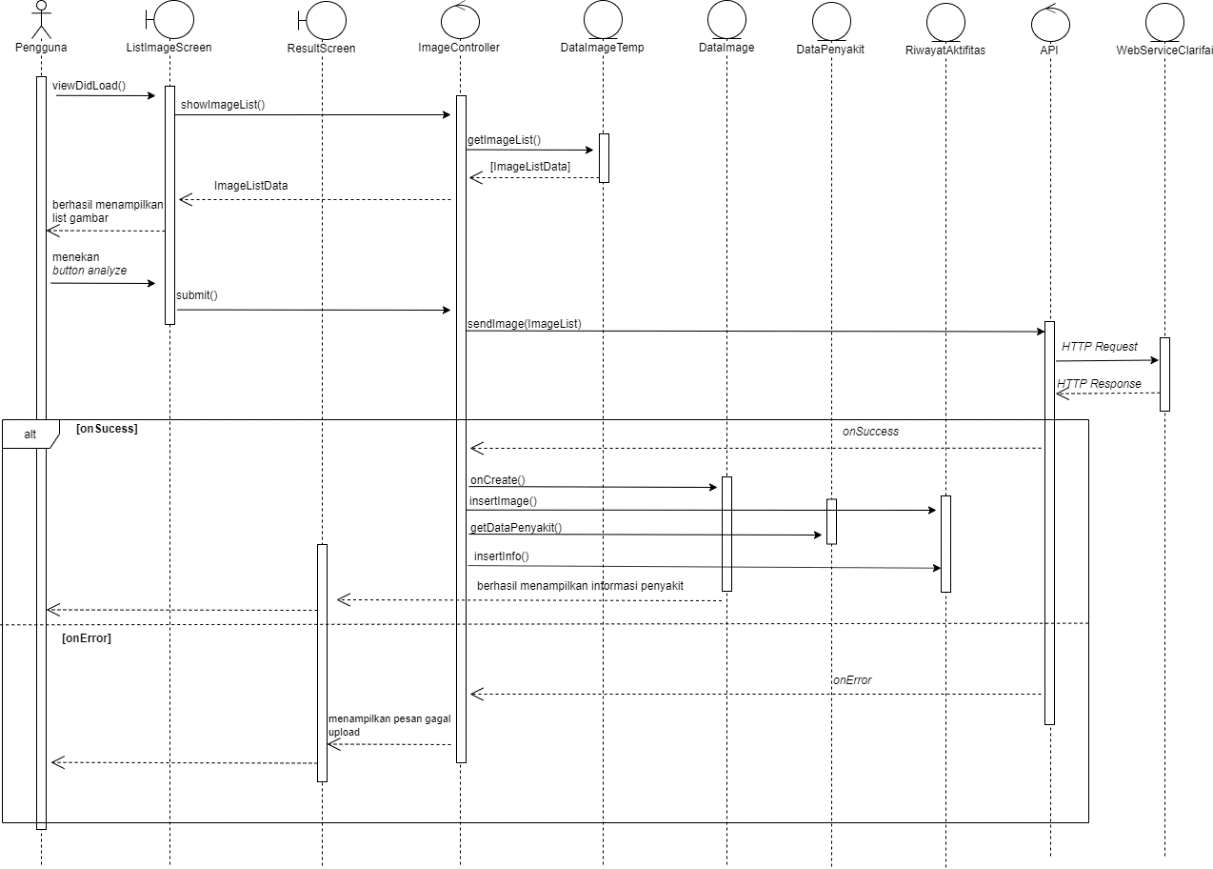 Pengguna
ListImageScreen
ResultScreen
ImageController
DataImageTemp
DataImage
DataPenyakit
RiwayatAktifitas
API
WebServiceClarifai
viewDidLoad()
showImageList()
getImageList()
[ImageListData]
ImageListData
berhasil menampilkan
list gambar
menekan
button analyze
submit()
sendImage(ImageList)
HTTP Request
HTTP Response
alt
[onSucess]
onSuccess
onCreate()
insertImage()
getDataPenyakit()
insertInfo()
berhasil menampilkan informasi penyakit
[onError]
onError
menampilkan pesan gagal
upload